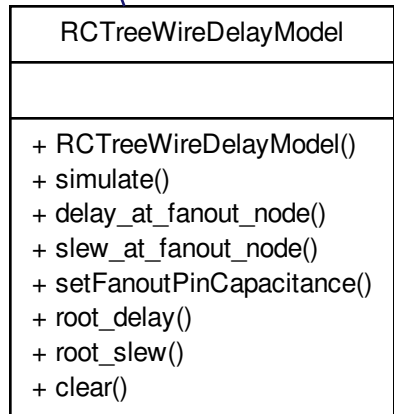 RCTreeWireDelayModel
+ RCTreeWireDelayModel()
+ simulate()
+ delay_at_fanout_node()
+ slew_at_fanout_node()
+ setFanoutPinCapacitance()
+ root_delay()
+ root_slew()
+ clear()